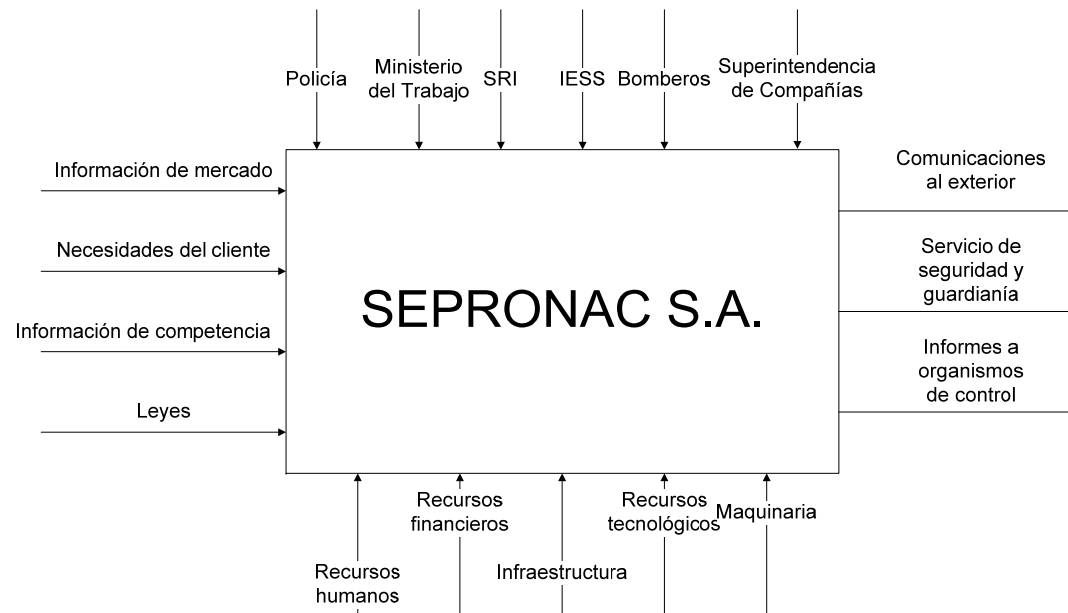 Policía
Ministerio
del Trabajo
SRI
IESS
Bomberos
Superintendencia
de Compañías
Información de mercado
Necesidades del cliente
Información de competencia
Leyes
SEPRONAC S.A.
Comunicaciones
al exterior
Servicio de
seguridad y
guardianía
Informes a
organismos
de control
Recursos
humanos
Recursos
financieros
Infraestructura
Recursos
tecnológicos
Maquinaria